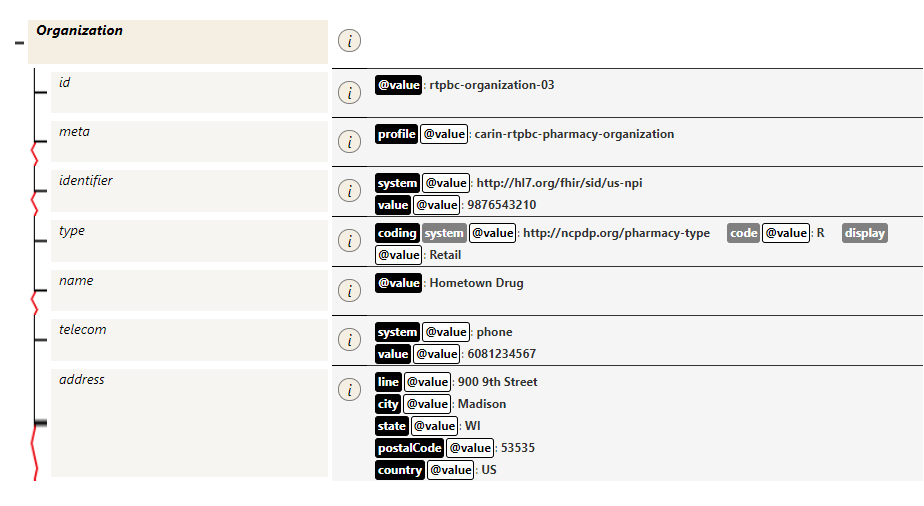 Organization
i
id
i
@value : rtpbc-organization-03
meta
i
profile @value : carin-rtpbc-pharmacy-organization
identifier
i
system @value : http://hl7.org/fhir/sid/us-npi
value @value : 9876543210
type
i
coding system @value : http://ncpdp.org/pharmacy-type code @value : R display
@value : Retail
name
i
@value : Hometown Drug
telecom
i
system @value : phone
value @value : 6081234567
address
i
line @value : 900 9th Street
city @value : Madison
state @value : WI
postalCode @value : 53535
country @value : US